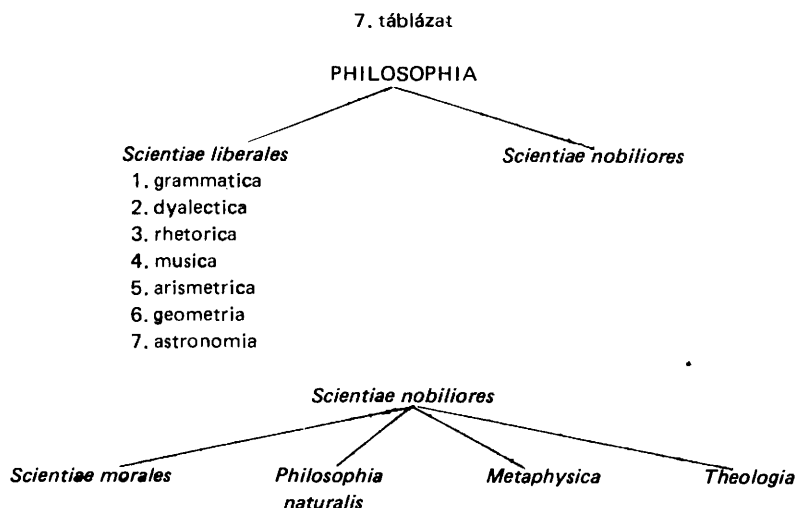 7. táblázat
PHILOSOPHIA
Scientiae liberales
Scientiae nobiliores
1. grammatica
2. dyalectica
3. rhetorica
4. musica
5. arismetrica
6. geometria
7. astronomia
Scientiae nobiliores
Scientiae morales
Philosophia
naturalis
Metaphysica
Theologia